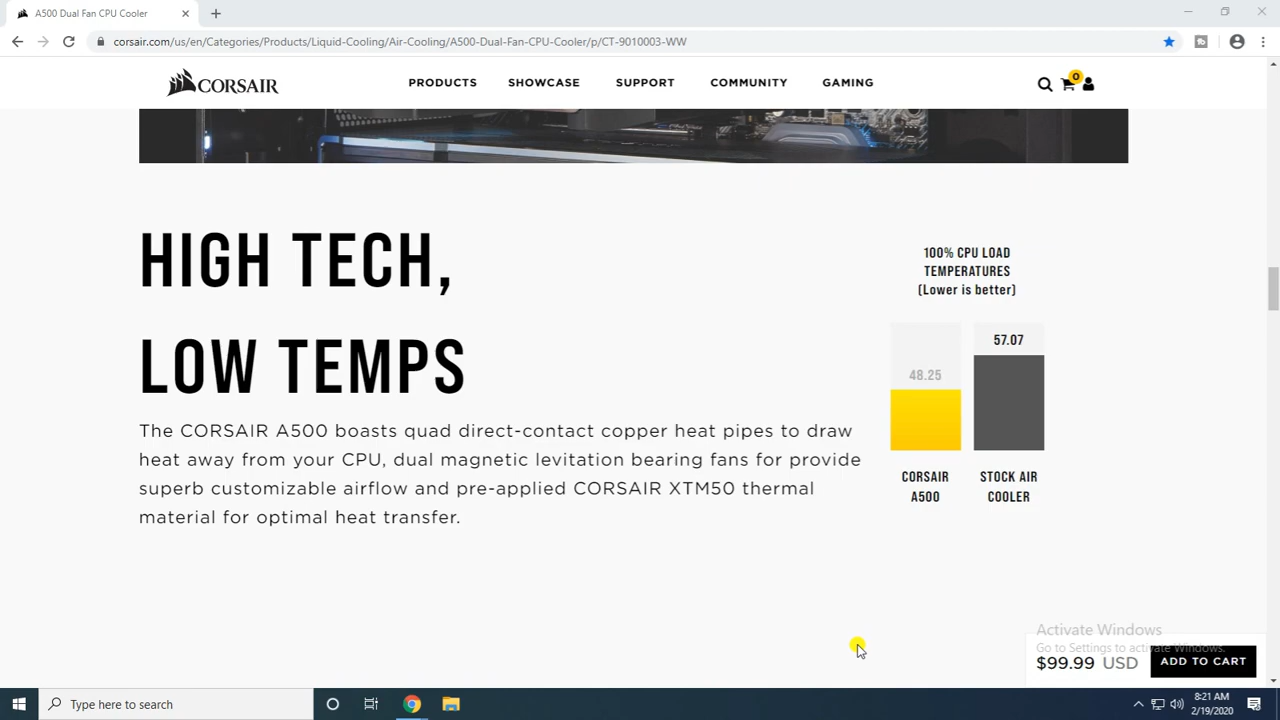 A500 Dual Fan CPU Cooler
corsair.com/us/en/Categories/Products/Liquid-Cooling/Air-Cooling/A500-Dual-Fan-CPU-Cooler/p/CT-9010003-WW
CORSAIR PRODUCTS SHOWCASE SUPPORT COMMUNITY GAMING 0
HIGH TECH,
LOW TEMPS
The CORSAIR A500 boasts quad direct-contact copper heat pipes to draw
heat away from your CPU, dual magnetic levitation bearing fans for provide
superb customizable airflow and pre-applied CORSAIR XTM50 thermal
material for optimal heat transfer.
100% CPU LOAD
TEMPERATURES
(Lower is better)
57.07
48.25
CORSAIR
A500
STOCK AIR
COOLER
Activate Windows
Go to Settings to activate Windows.
$99.99 USD ADD TO CART
Type here to search
8:21 AM
2/19/2020